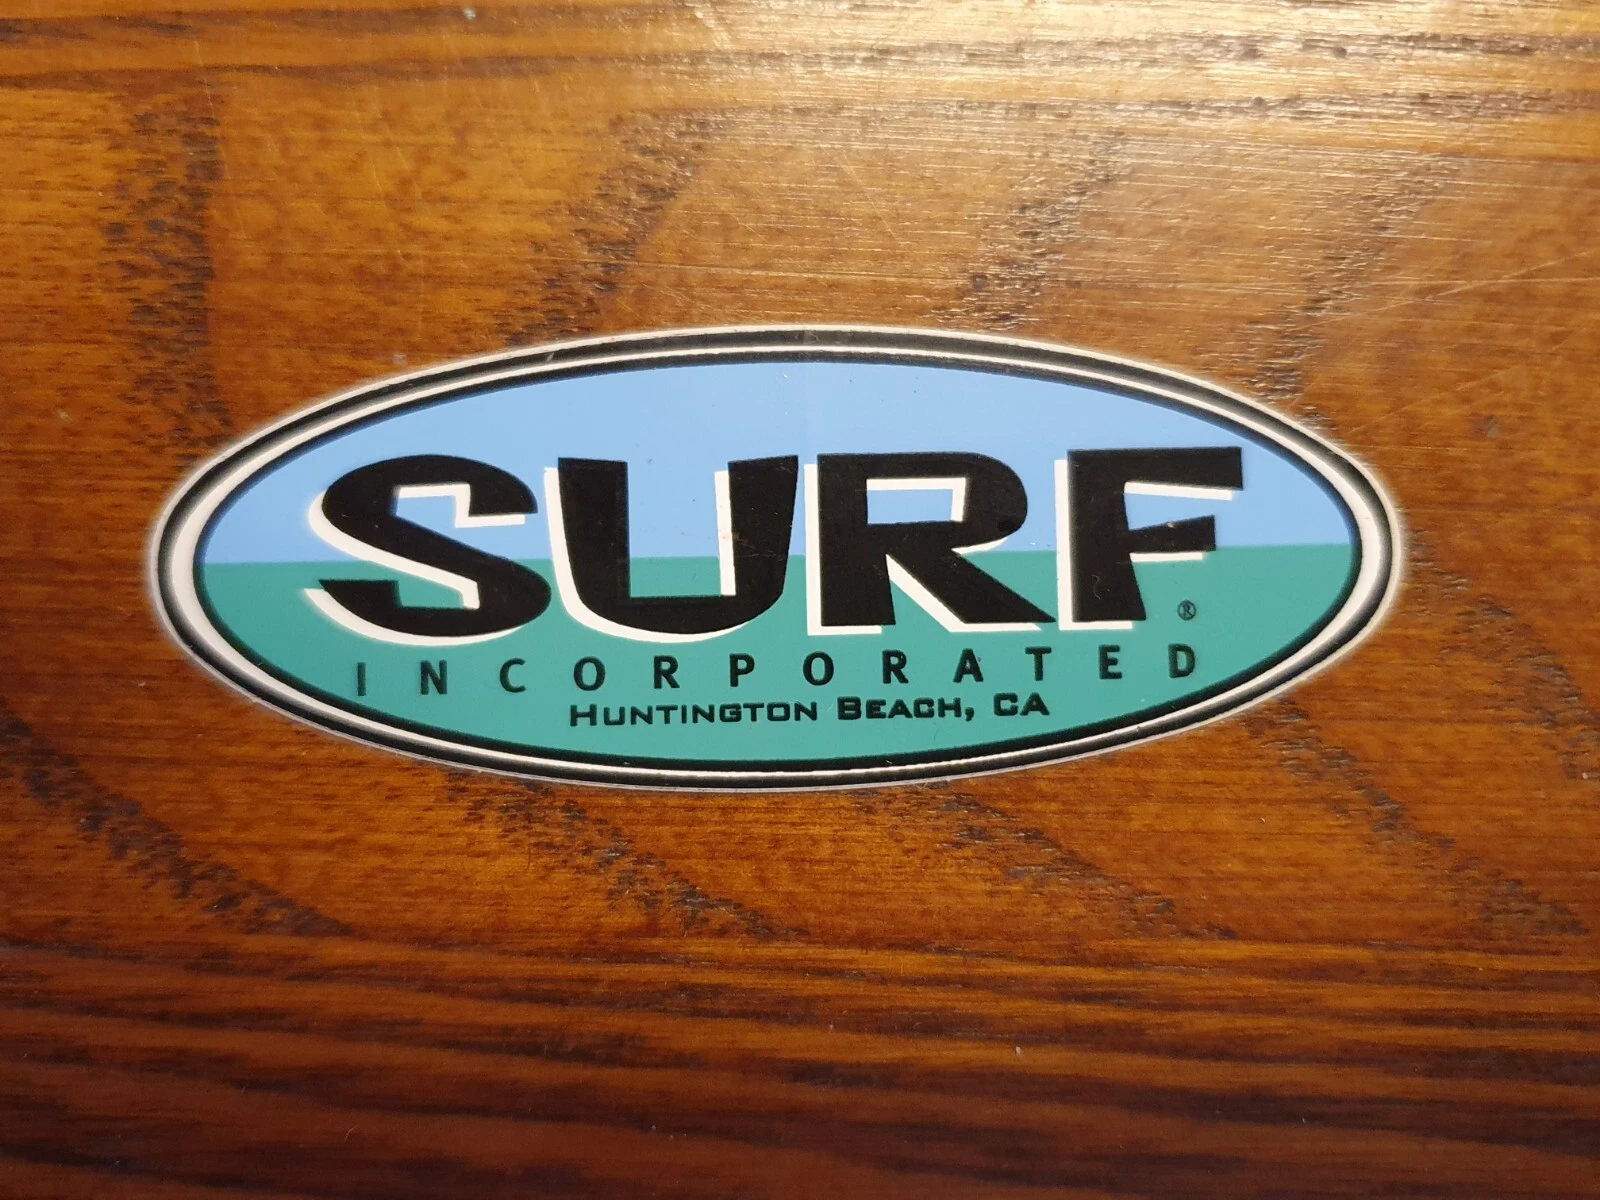 SURF®
INCORPORATED
HUNTINGTON BEACH, CA